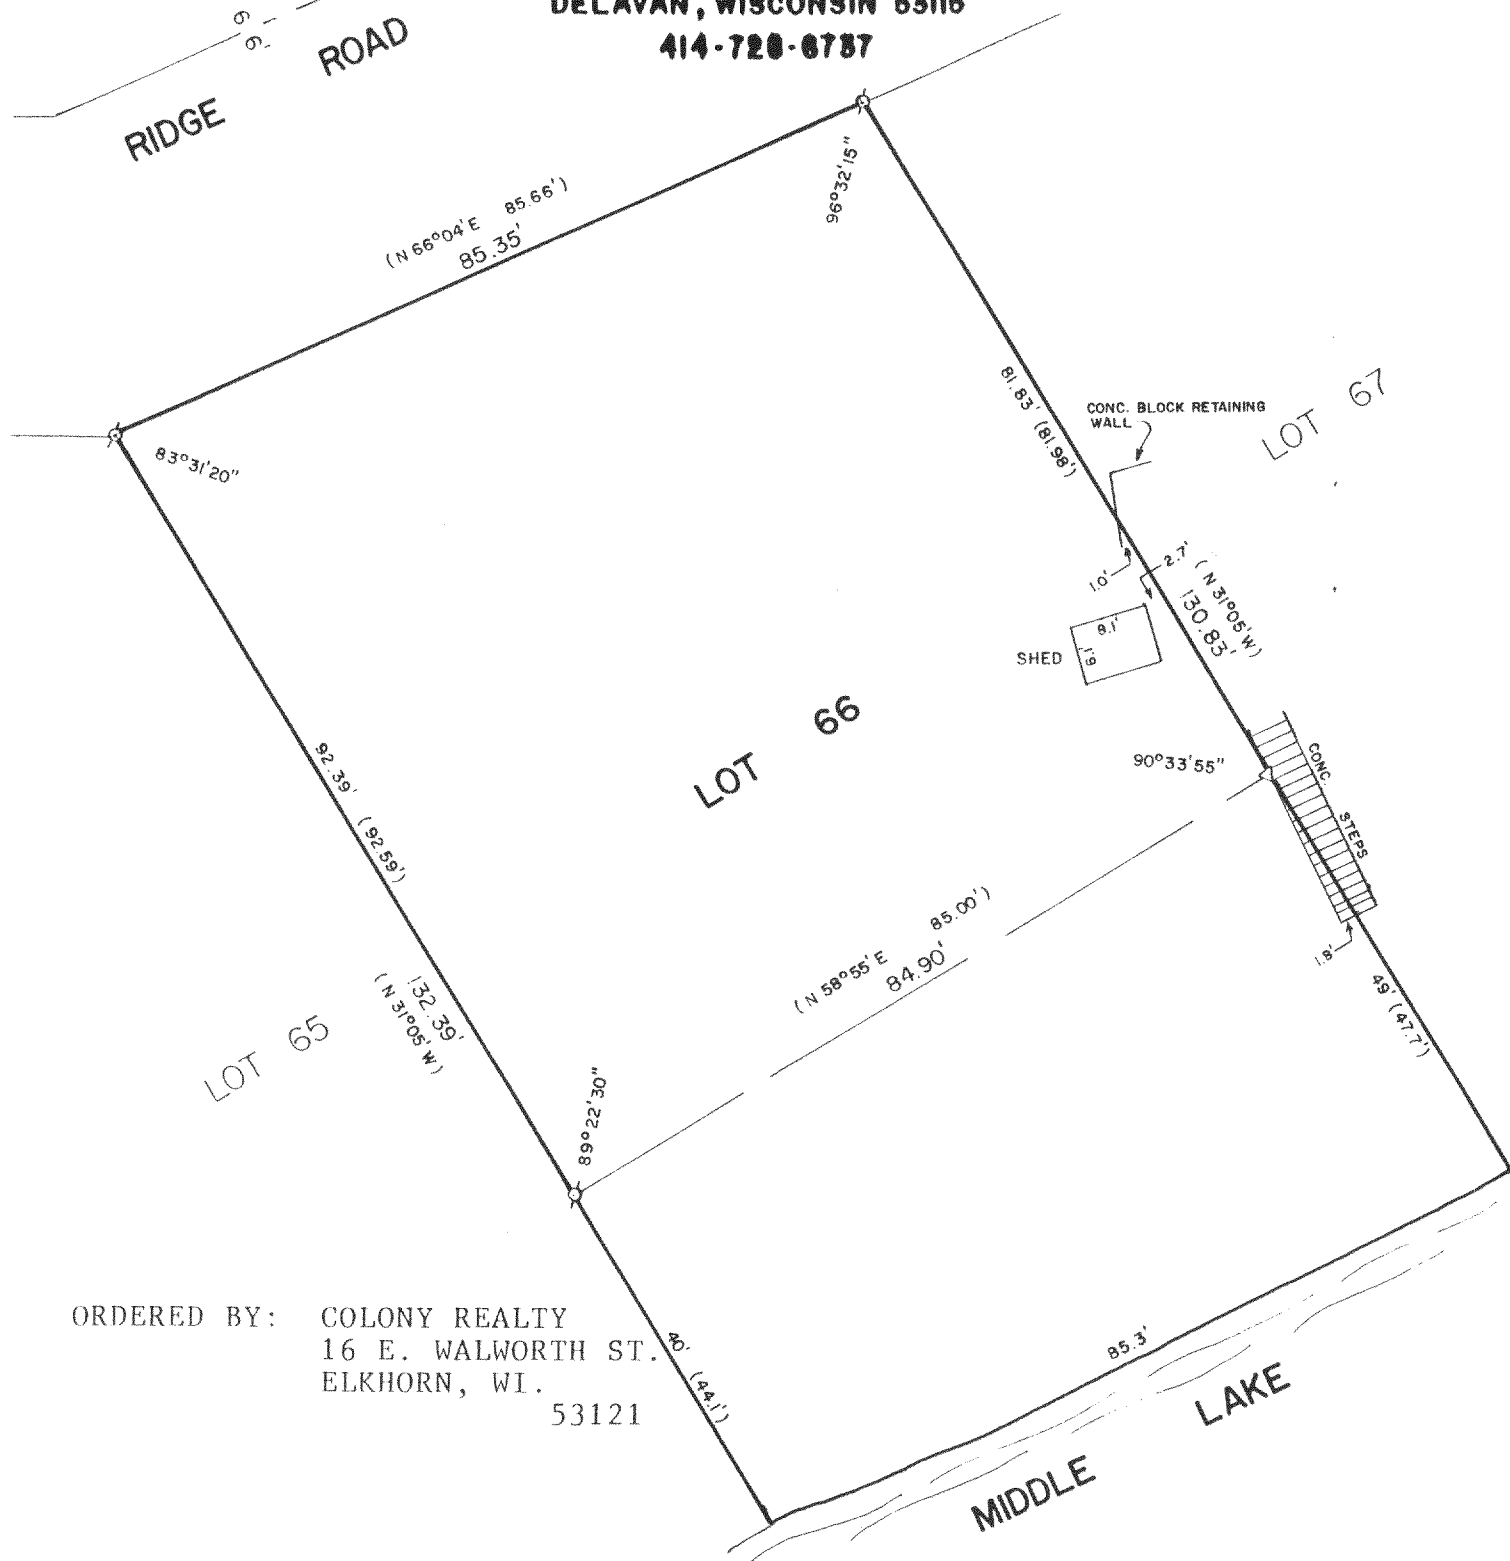 DELAVAN, WISCONSIN 53115
66'
RIDGE ROAD
(N 66°04'E 85.66')
85.35'
96°32'15"
83°31'20"
81.83' (81.98')
CONC. BLOCK RETAINING
WALL
LOT 67
1.0'
2.7'
(N 31°05'W)
130.83'
SHED
8.1'
6.1'
LOT 66
90°33'55"
CONC. STEPS
92.39' (92.59')
(N 58°55'E 85.00')
84.90'
1.8'
49' (47.7')
132.39'
(N 31°05'W)
LOT 65
89°22'30"
ORDERED BY: COLONY REALTY
16 E. WALWORTH ST.
ELKHORN, WI.
53121
40' (44.1')
85.3'
MIDDLE LAKE